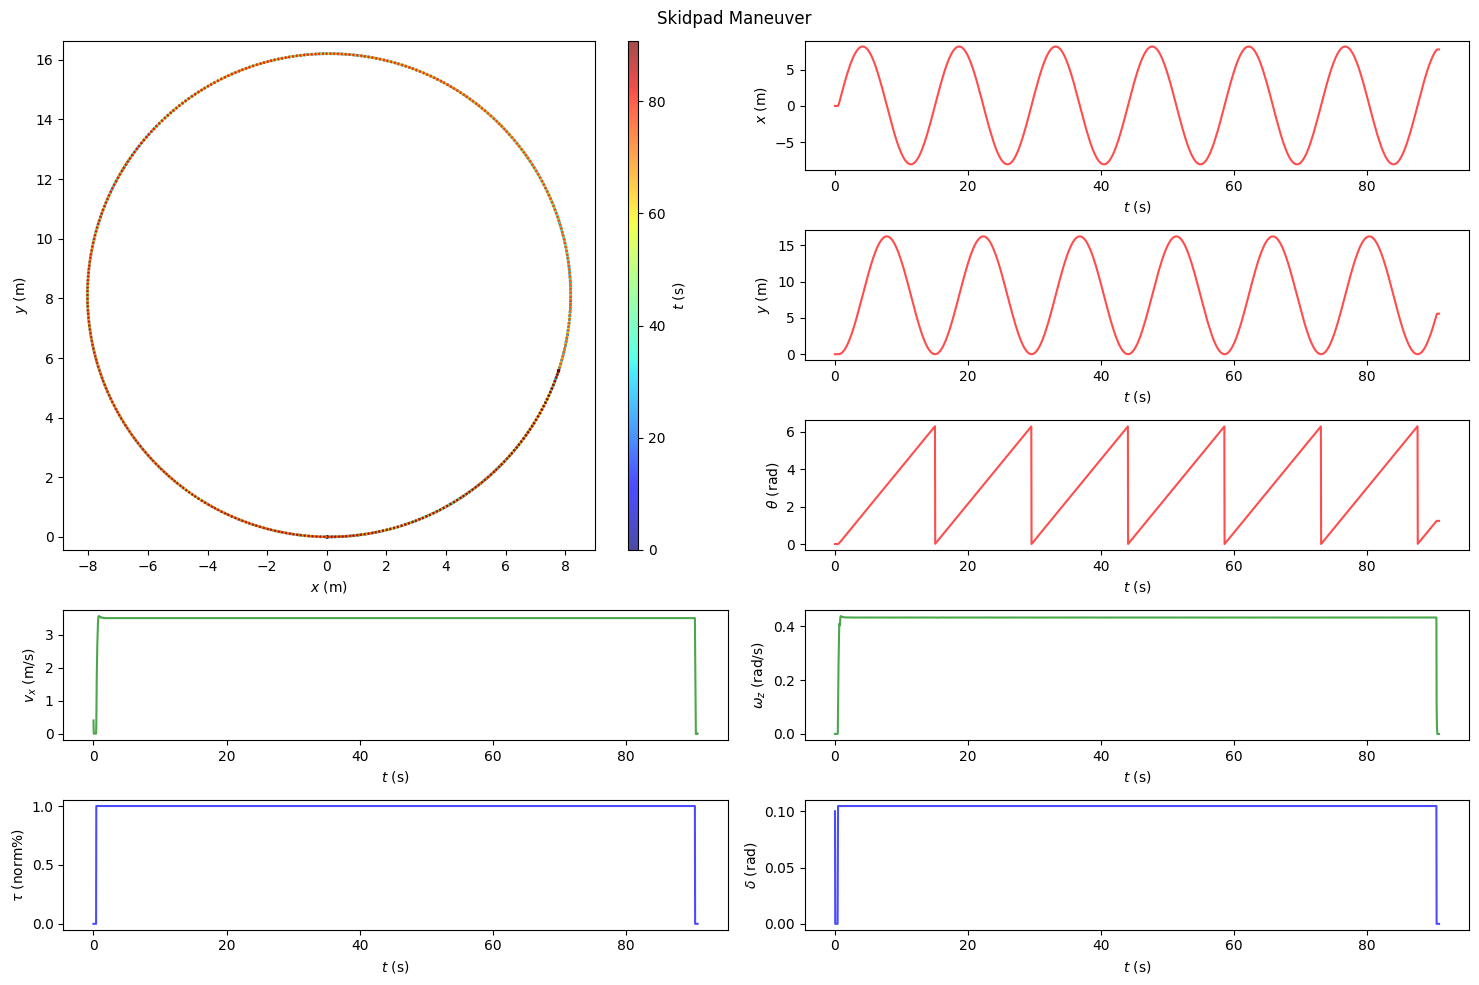 Skidpad Maneuver
16
14
12
10
8
6
4
2
0
y (m)
−8 −6 −4 −2 0 2 4 6 8
x (m)
80
60
40
20
0
t (s)
5
0
−5
x (m)
0 20 40 60 80
t (s)
15
10
5
0
y (m)
0 20 40 60 80
t (s)
6
4
2
0
θ (rad)
0 20 40 60 80
t (s)
3
2
1
0
vₓ (m/s)
0 20 40 60 80
t (s)
0.4
0.2
0.0
ω_z (rad/s)
0 20 40 60 80
t (s)
1.0
0.5
0.0
τ (norm%)
0 20 40 60 80
t (s)
0.10
0.05
0.00
δ (rad)
0 20 40 60 80
t (s)